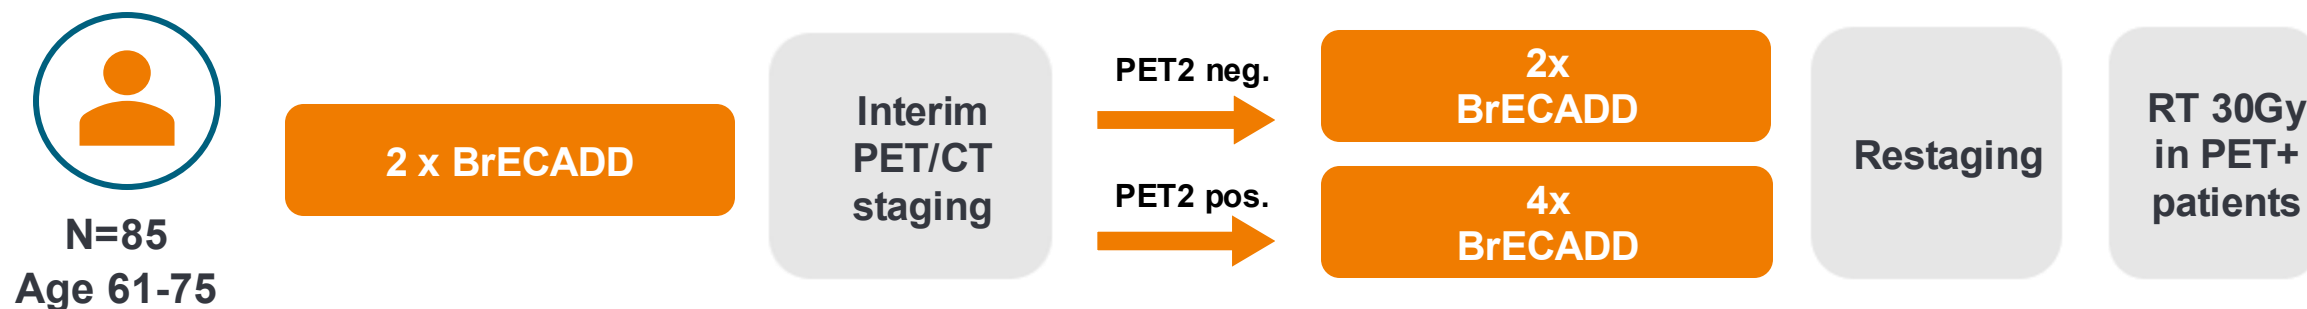 N=85
Age 61-75
2 x BrECADD
Interim
PET/CT
staging
PET2 neg.
PET2 pos.
2x
BrECADD
4x
BrECADD
Restaging
RT 30Gy
in PET+
patients